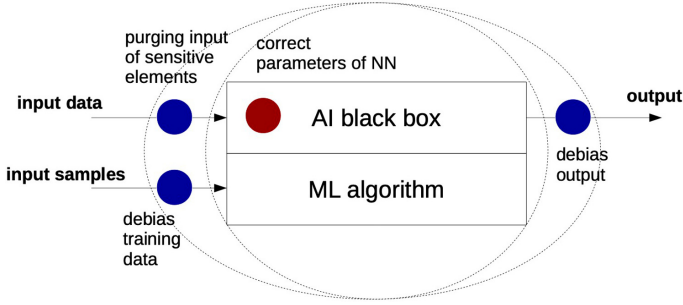 purging input
of sensitive
elements
correct
parameters of NN
input data
AI black box
output
input samples
ML algorithm
debias
output
debias
training
data